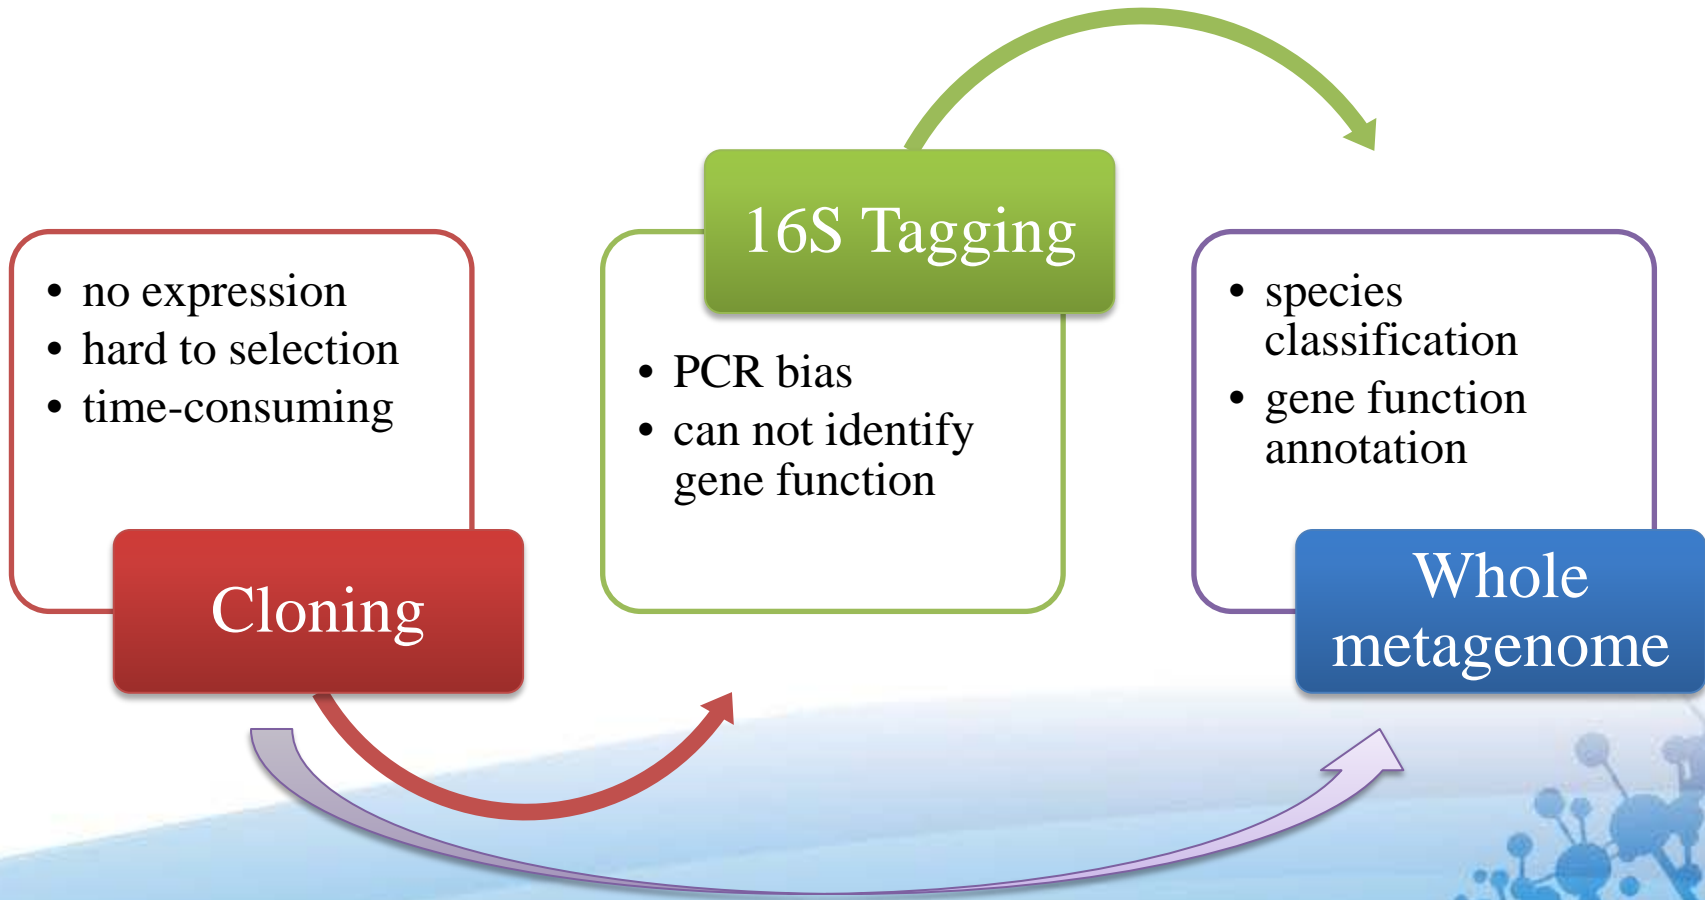 • no expression
• hard to selection
• time-consuming
Cloning
16S Tagging
• PCR bias
• can not identify
gene function
• species
classification
• gene function
annotation
Whole
metagenome